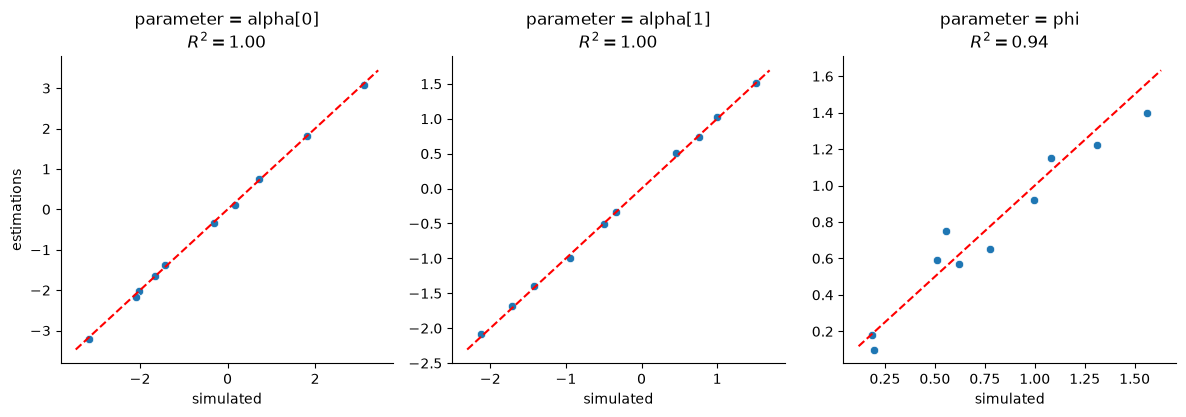 parameter = alpha[0]
R² = 1.00
3
2
1
0
−1
−2
−3
estimations
−2 0 2
simulated
parameter = alpha[1]
R² = 1.00
1.5
1.0
0.5
0.0
−0.5
−1.0
−1.5
−2.0
−2.5
−2 −1 0 1
simulated
parameter = phi
R² = 0.94
1.6
1.4
1.2
1.0
0.8
0.6
0.4
0.2
0.25 0.50 0.75 1.00 1.25 1.50
simulated